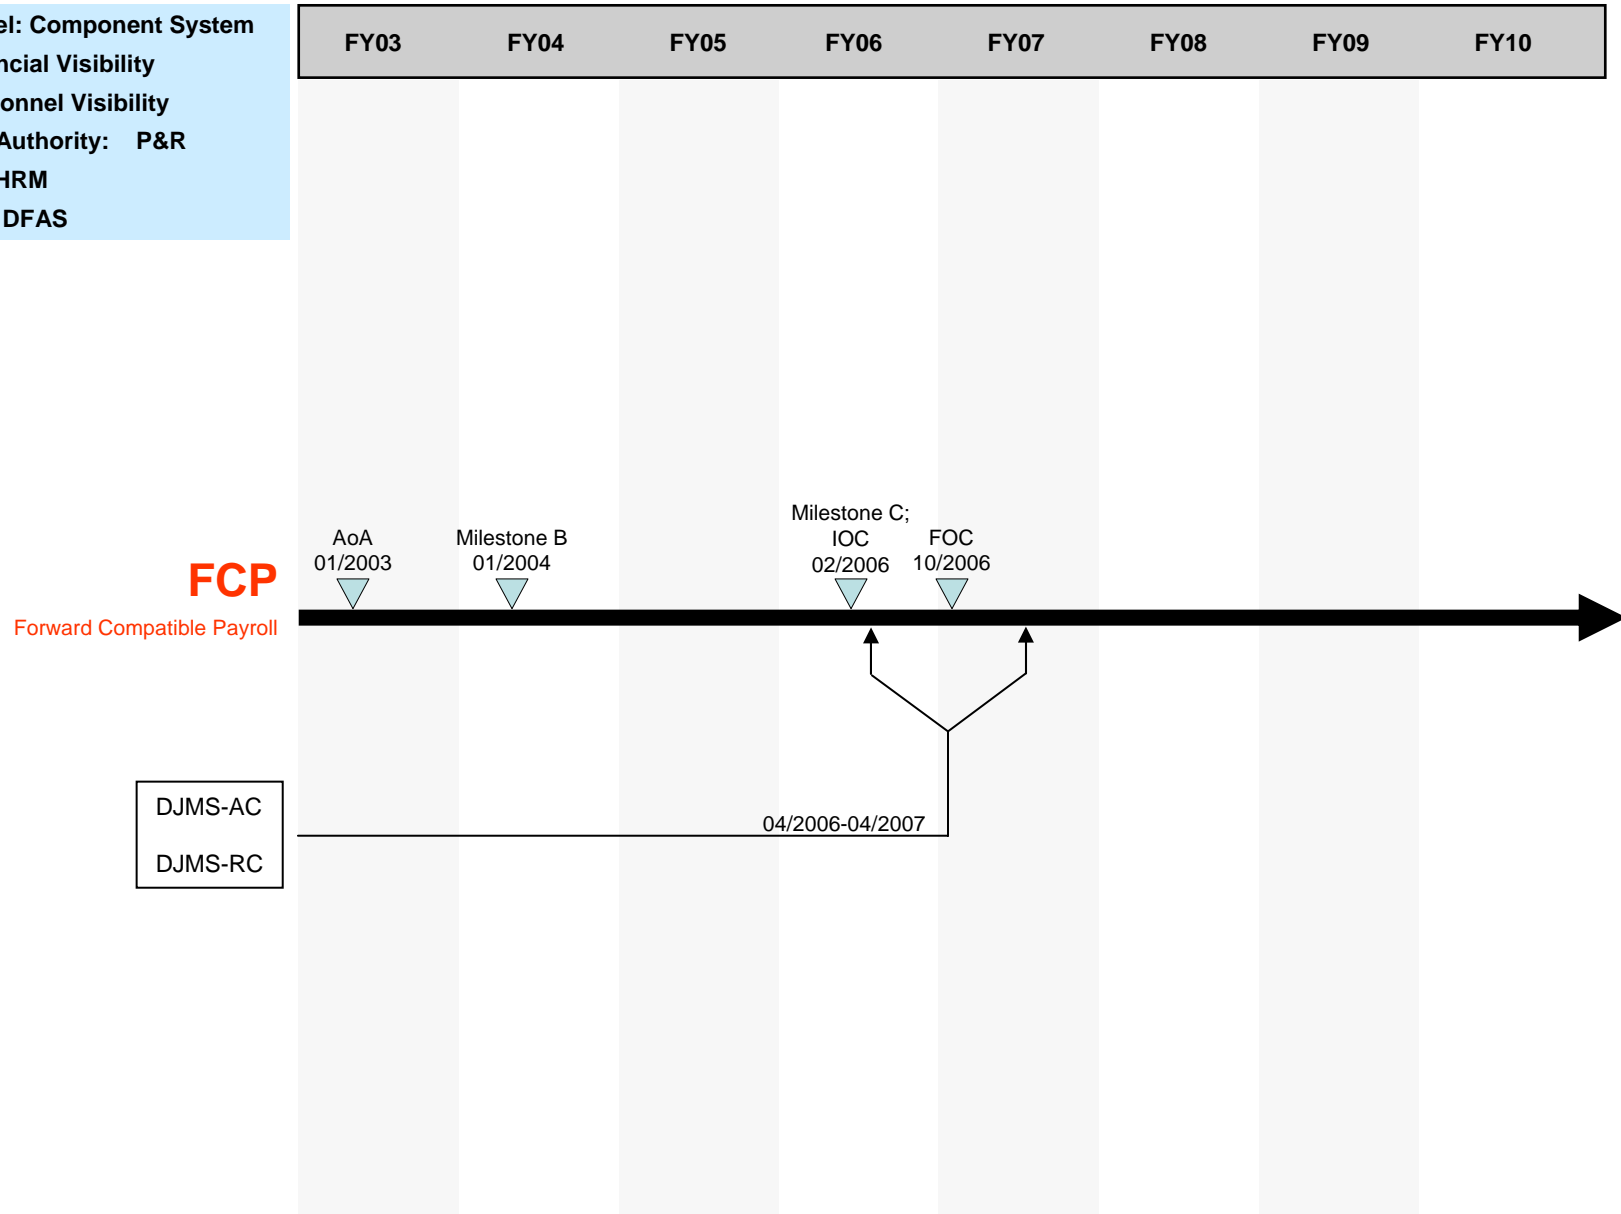 el: Component System
ncial Visibility
onnel Visibility
Authority: P&R
HRM
DFAS
FY03 FY04 FY05 FY06 FY07 FY08 FY09 FY10
AoA
01/2003
Milestone B
01/2004
Milestone C;
IOC
02/2006
FOC
10/2006
FCP
Forward Compatible Payroll
DJMS-AC
DJMS-RC
04/2006-04/2007